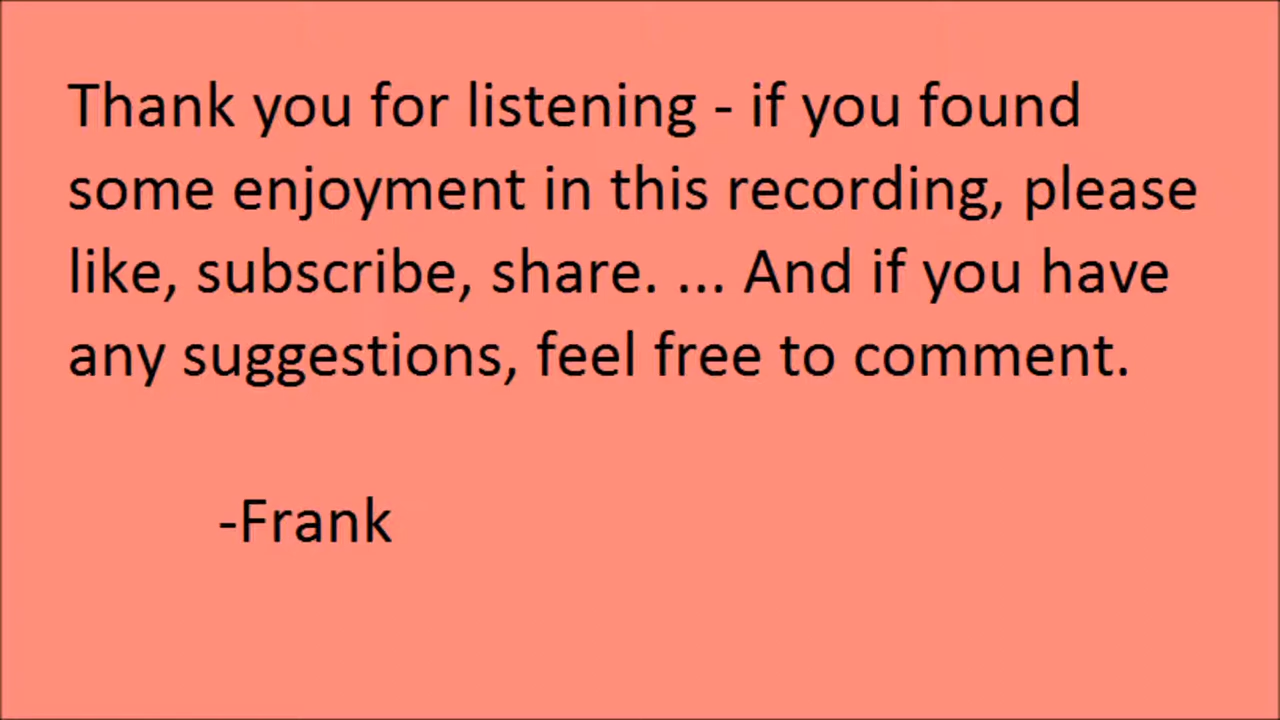 Thank you for listening - if you found
some enjoyment in this recording, please
like, subscribe, share. ... And if you have
any suggestions, feel free to comment.
-Frank